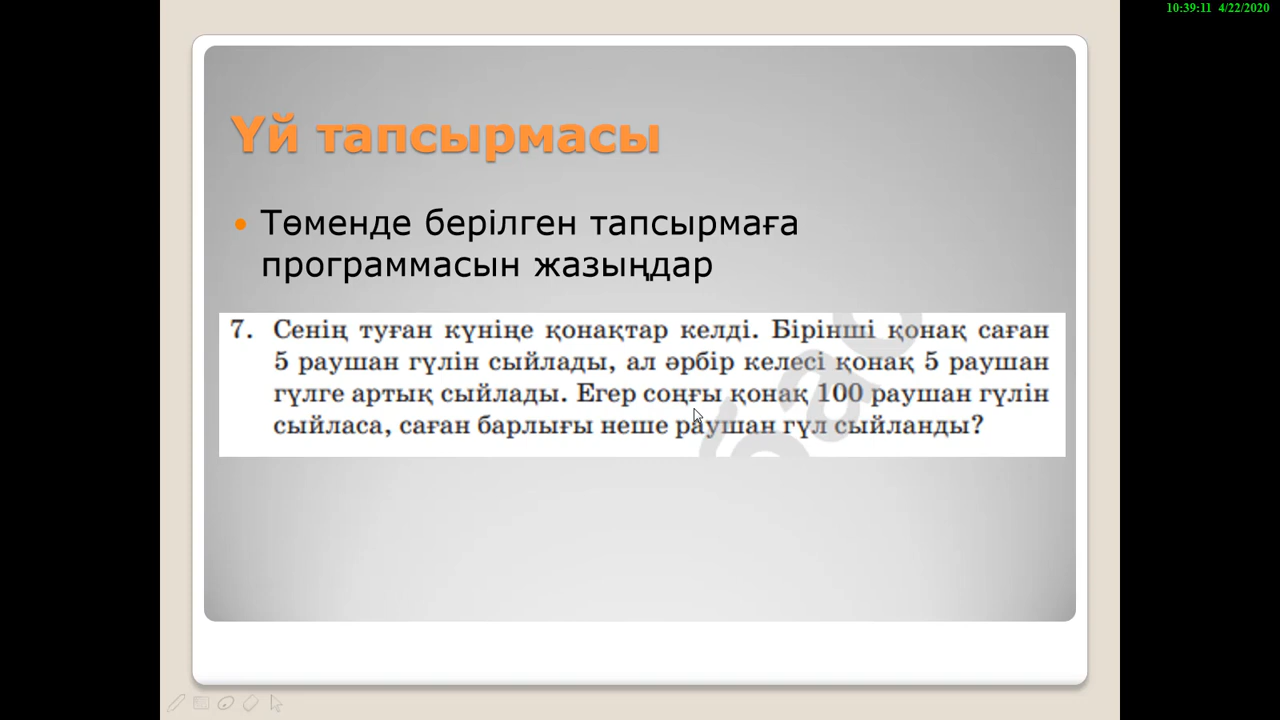 10:39:11 4/22/2020
Үй тапсырмасы
• Төменде берілген тапсырмаға
программасын жазыңдар
7. Сенің туған күніңе қонақтар келді. Бірінші қонақ саған
5 раушан гүлін сыйлады, ал әрбір келесі қонақ 5 раушан
гүлге артық сыйлады. Егер соңғы қонақ 100 раушан гүлін
сыйласа, саған барлығы неше раушан гүл сыйланды?